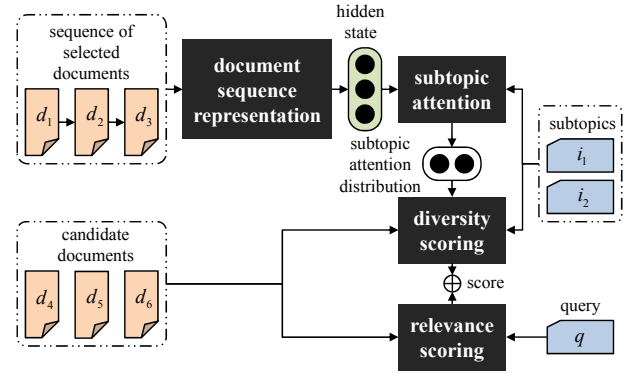 sequence of
selected
documents
d1 d2 d3
document
sequence
representation
hidden
state
subtopic
attention
subtopic
attention
distribution
subtopics
i1
i2
candidate
documents
d4 d5 d6
diversity
scoring
score
relevance
scoring
query
q